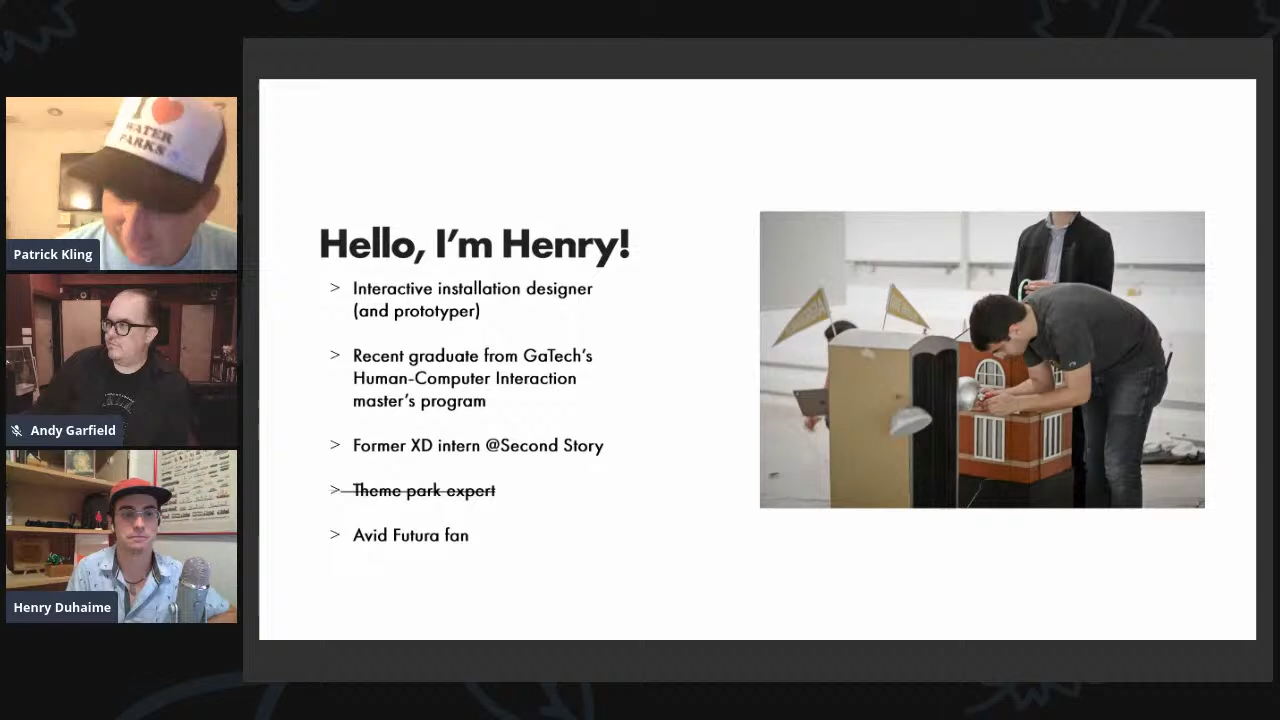 I ❤ WATER PARKS
Patrick Kling
Andy Garfield
Henry Duhaime
Hello, I’m Henry!
> Interactive installation designer
(and prototyper)
> Recent graduate from GaTech’s
Human-Computer Interaction
master’s program
> Former XD intern @Second Story
> Theme park expert
> Avid Futura fan